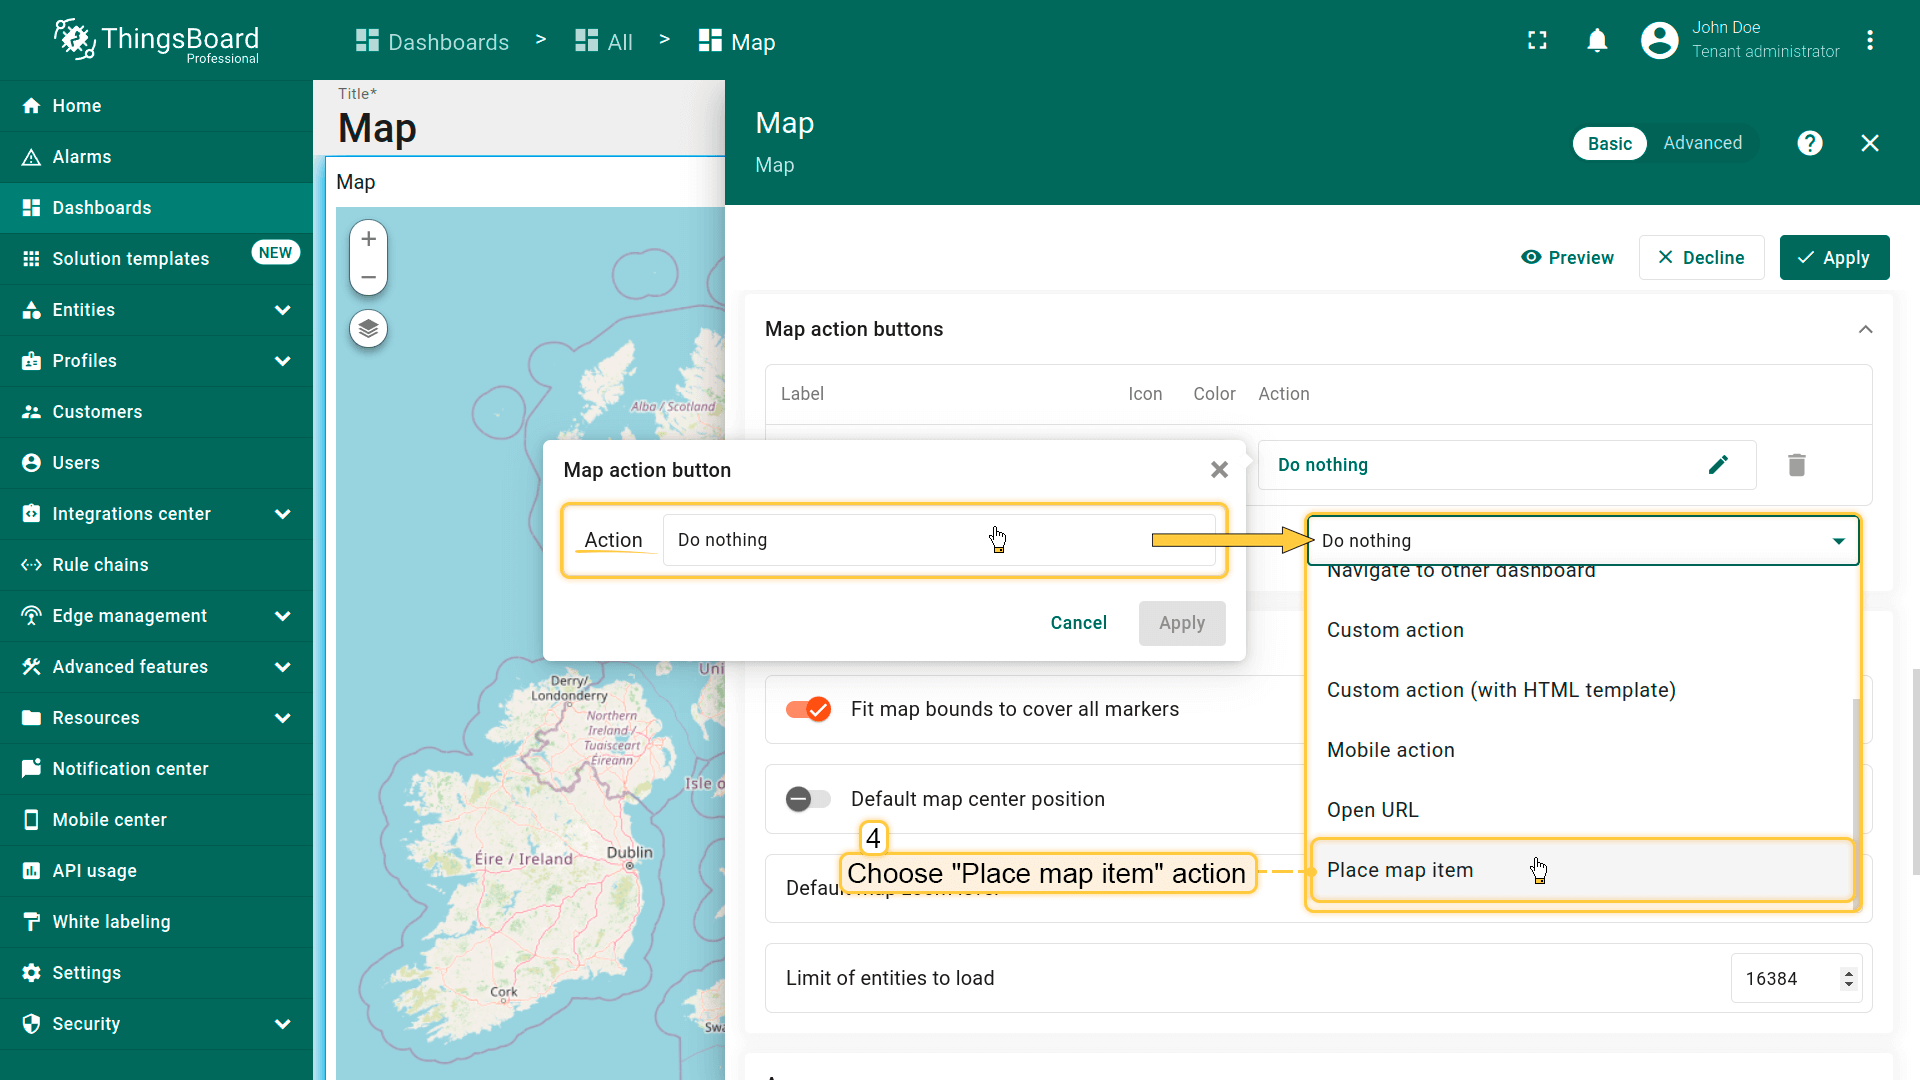 ThingsBoard
Professional
Dashboards > All > Map
John Doe
Tenant administrator
Home
Alarms
Dashboards
Solution templates NEW
Entities
Profiles
Customers
Users
Integrations center
Rule chains
Edge management
Advanced features
Resources
Notification center
Mobile center
API usage
White labeling
Settings
Security
Title*
Map
Map
Alba / Scotland
Derry/
Londonderry
Northern
Ireland /
Tuaisceart
Éireann
Uni
Isle o
Éire / Ireland
Dublin
Cork
Swa
Map
Map
Basic Advanced
Preview
Decline
Apply
Map action buttons
Label Icon Color Action
Do nothing
Map action button
Action Do nothing
Cancel Apply
Do nothing
Navigate to other dashboard
Custom action
Custom action (with HTML template)
Mobile action
Open URL
Place map item
Fit map bounds to cover all markers
Default map center position
4
Choose "Place map item" action
Limit of entities to load 16384